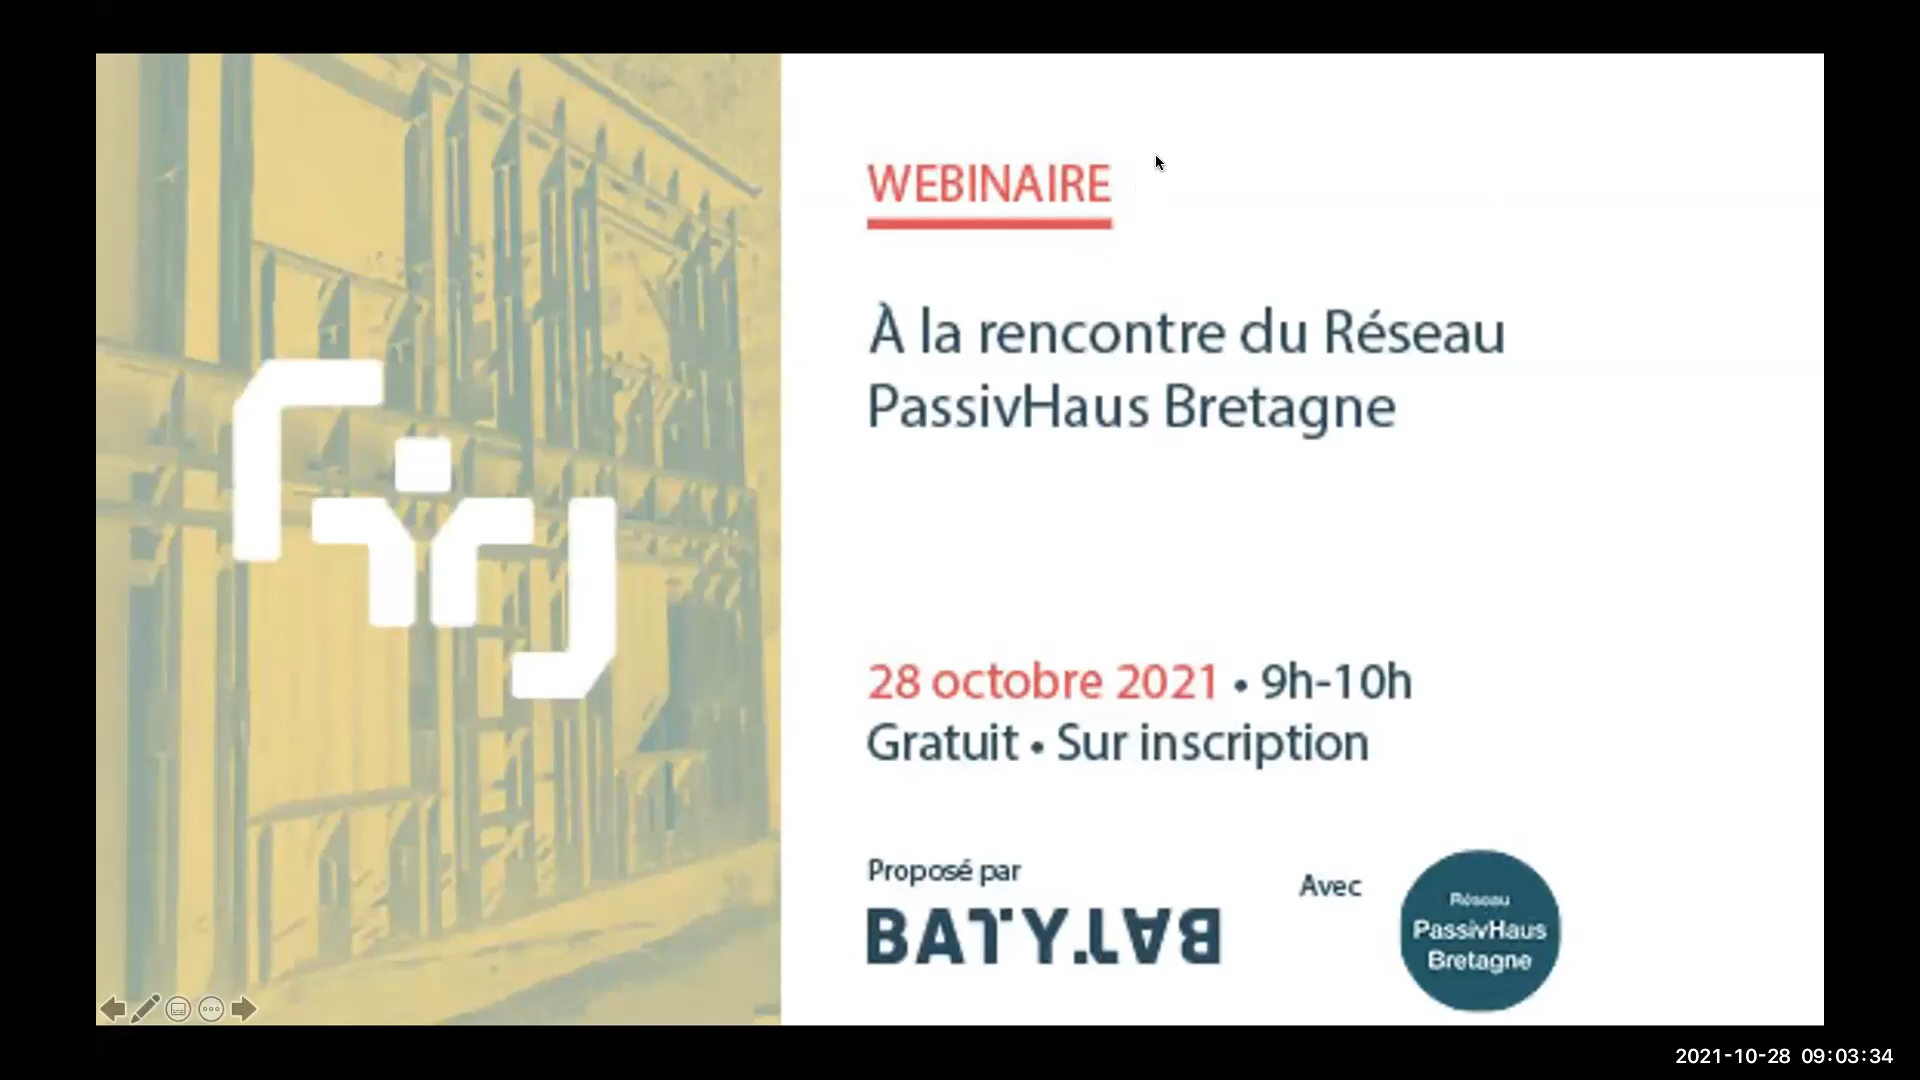 WEBINAIRE
À la rencontre du Réseau
PassivHaus Bretagne
28 octobre 2021 • 9h-10h
Gratuit • Sur inscription
Proposé par
BATY.LAB
Avec
Réseau
PassivHaus
Bretagne
2021-10-28 09:03:34